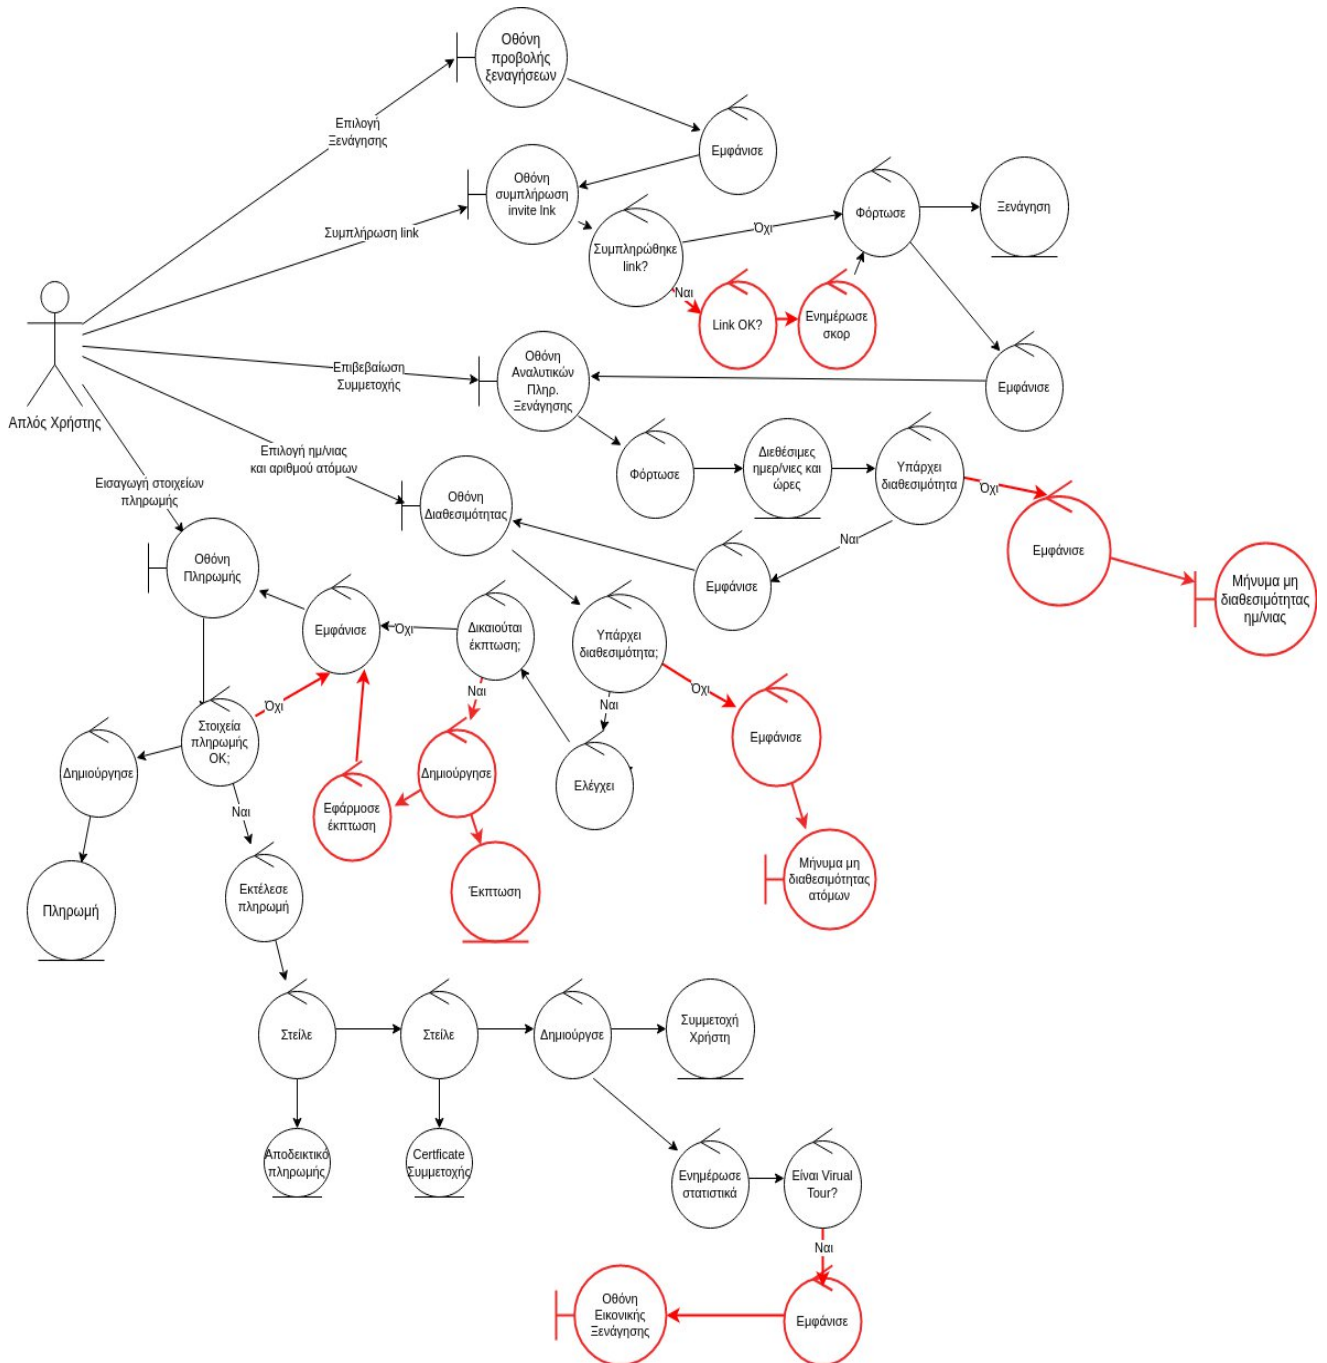 Οθόνη
προβολής
ξεναγήσεων
Επιλογή
Ξενάγησης
Εμφάνισε
Οθόνη
συμπλήρωση
invite lnk
Συμπλήρωση link
Συμπληρώθηκε
link?
Όχι
Φόρτωσε
Ξενάγηση
Ναι
Link OK?
Ενημέρωσε
σκορ
Οθόνη
Αναλυτικών
Πληρ.
Ξενάγησης
Επιβεβαίωση
Συμμετοχής
Εμφάνισε
Απλός Χρήστης
Επιλογή ημ/νιας
και αριθμού ατόμων
Φόρτωσε
Διεθέσιμες
ημερ/νιες και
ώρες
Υπάρχει
διαθεσιμότητα
Όχι
Εισαγωγή στοιχείων
πληρωμής
Οθόνη
Διαθεσιμότητας
Ναι
Εμφάνισε
Εμφάνισε
Μήνυμα μη
διαθεσιμότητας
ημ/νιας
Οθόνη
Πληρωμής
Εμφάνισε
Όχι
Δικαιούται
έκπτωση;
Υπάρχει
διαθεσιμότητα;
Όχι
Ναι
Ναι
Όχι
Στοιχεία
πληρωμής
OK;
Εμφάνισε
Δημιούργησε
Δημιούργησε
Ελέγχει
Εφάρμοσε
έκπτωση
Ναι
Μήνυμα μη
διαθεσιμότητας
ατόμων
Πληρωμή
Εκτέλεσε
πληρωμή
Έκπτωση
Στείλε
Στείλε
Δημιούργσε
Συμμετοχή
Χρήστη
Αποδεικτικό
πληρωμής
Certficate
Συμμετοχής
Ενημέρωσε
στατιστικά
Είναι Virual
Tour?
Ναι
Οθόνη
Εικονικής
Ξενάγησης
Εμφάνισε